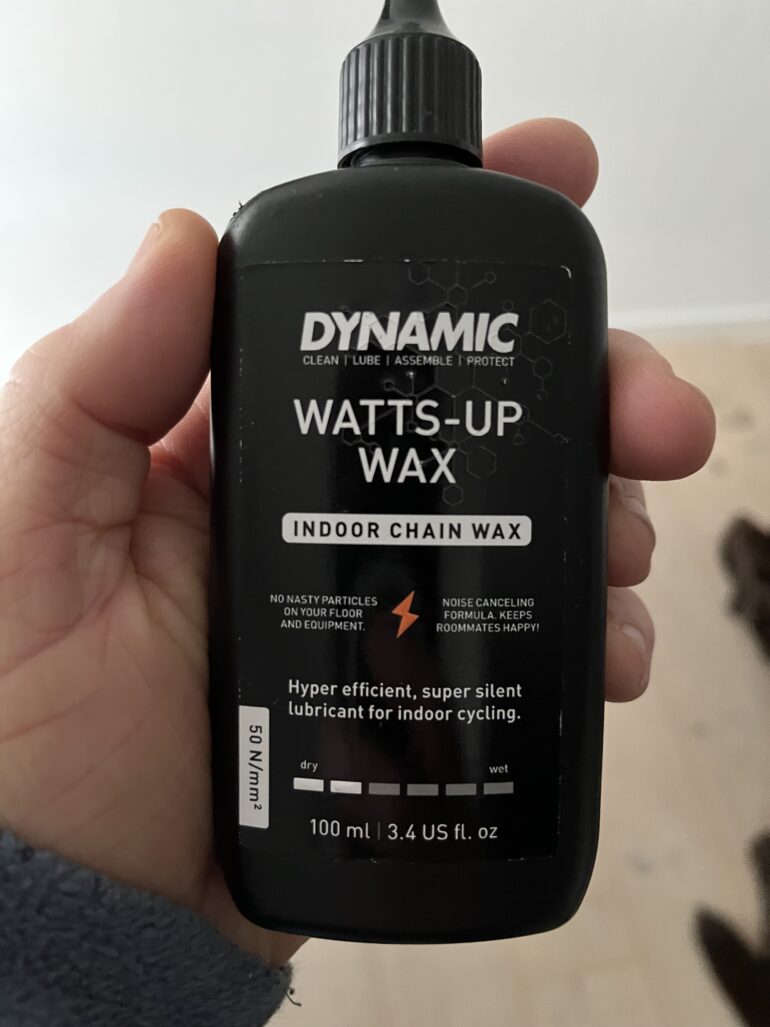 DYNAMIC
CLEAN | LUBE | ASSEMBLE | PROTECT
WATTS-UP
WAX
INDOOR CHAIN WAX
NO NASTY PARTICLES
ON YOUR FLOOR
AND EQUIPMENT.
NOISE CANCELING
FORMULA. KEEPS
ROOMMATES HAPPY!
Hyper efficient, super silent
lubricant for indoor cycling.
50 N/mm²
dry wet
100 ml | 3.4 US fl. oz